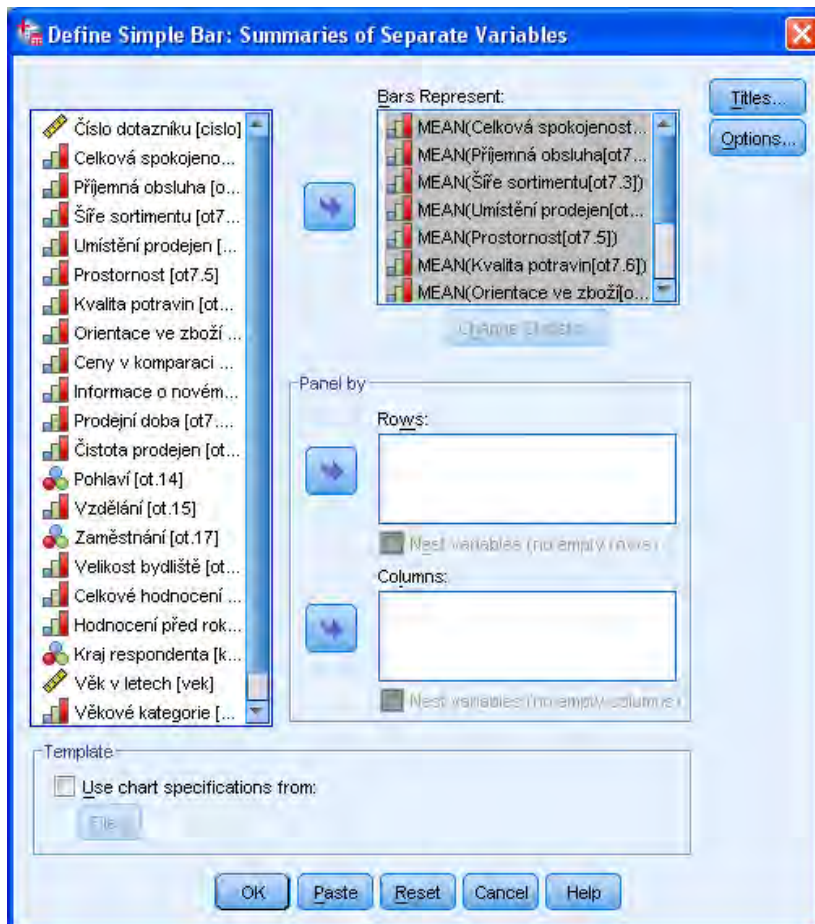 Define Simple Bar: Summaries of Separate Variables
Číslo dotazníku [cislo]
Celková spokojeno...
Příjemná obsluha [o...
Šíře sortimentu [ot7...
Umístění prodejen [...
Prostornost [ot7.5]
Kvalita potravin [ot...
Orientace ve zboží ...
Ceny v komparaci ...
Informace o novém...
Prodejní doba [ot7....
Čistota prodejen [ot...
Pohlaví [ot.14]
Vzdělání [ot.15]
Zaměstnání [ot.17]
Velikost bydliště [ot...
Celkové hodnocení ...
Hodnocení před rok...
Kraj respondenta [k...
Věk v letech [vek]
Věkové kategorie [...
Bars Represent:
MEAN(Celková spokojenost...
MEAN(Příjemná obsluha[ot7...
MEAN(Šíře sortimentu[ot7.3])
MEAN(Umístění prodejen[ot...
MEAN(Prostornost[ot7.5])
MEAN(Kvalita potravin[ot7.6])
MEAN(Orientace ve zboží[o...
Change Statistic...
Titles...
Options...
Panel by
Rows:
Nest variables (no empty rows)
Columns:
Nest variables (no empty columns)
Template
Use chart specifications from:
File...
OK
Paste
Reset
Cancel
Help